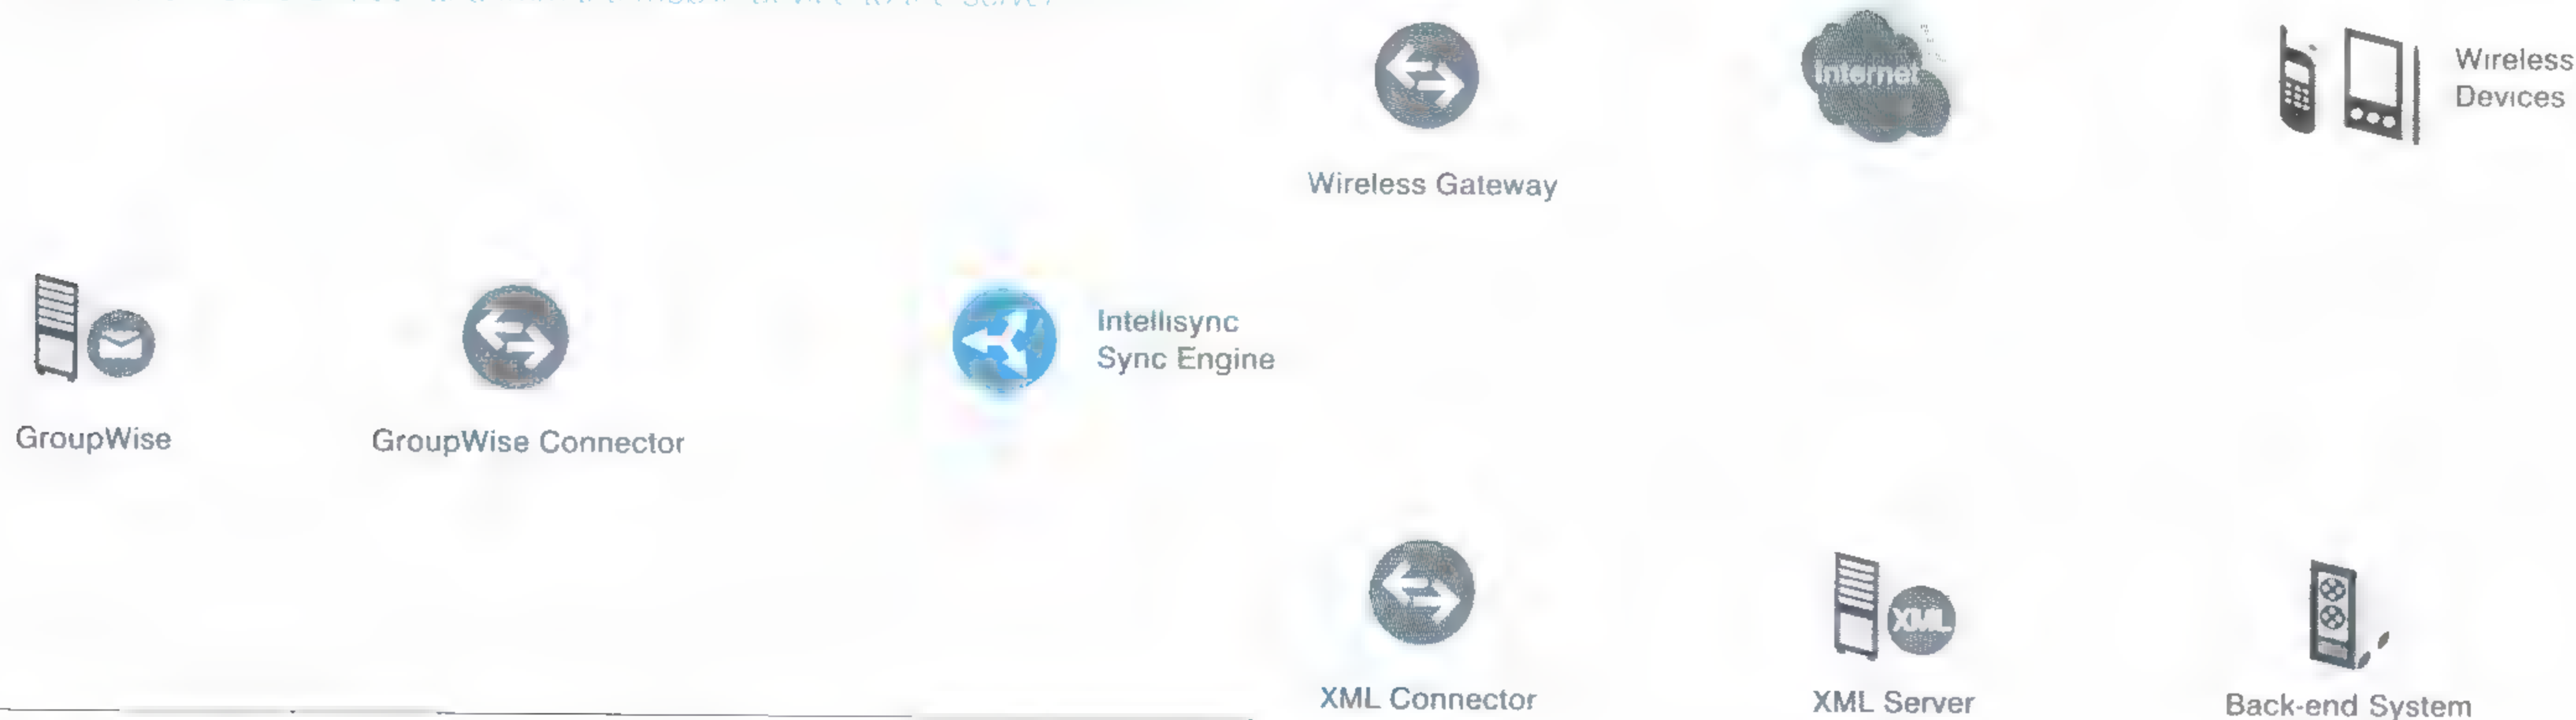 Internet
Wireless
Devices
Wireless Gateway
Intellisync
Sync Engine
GroupWise
GroupWise Connector
XML
XML Connector
XML Server
Back-end System